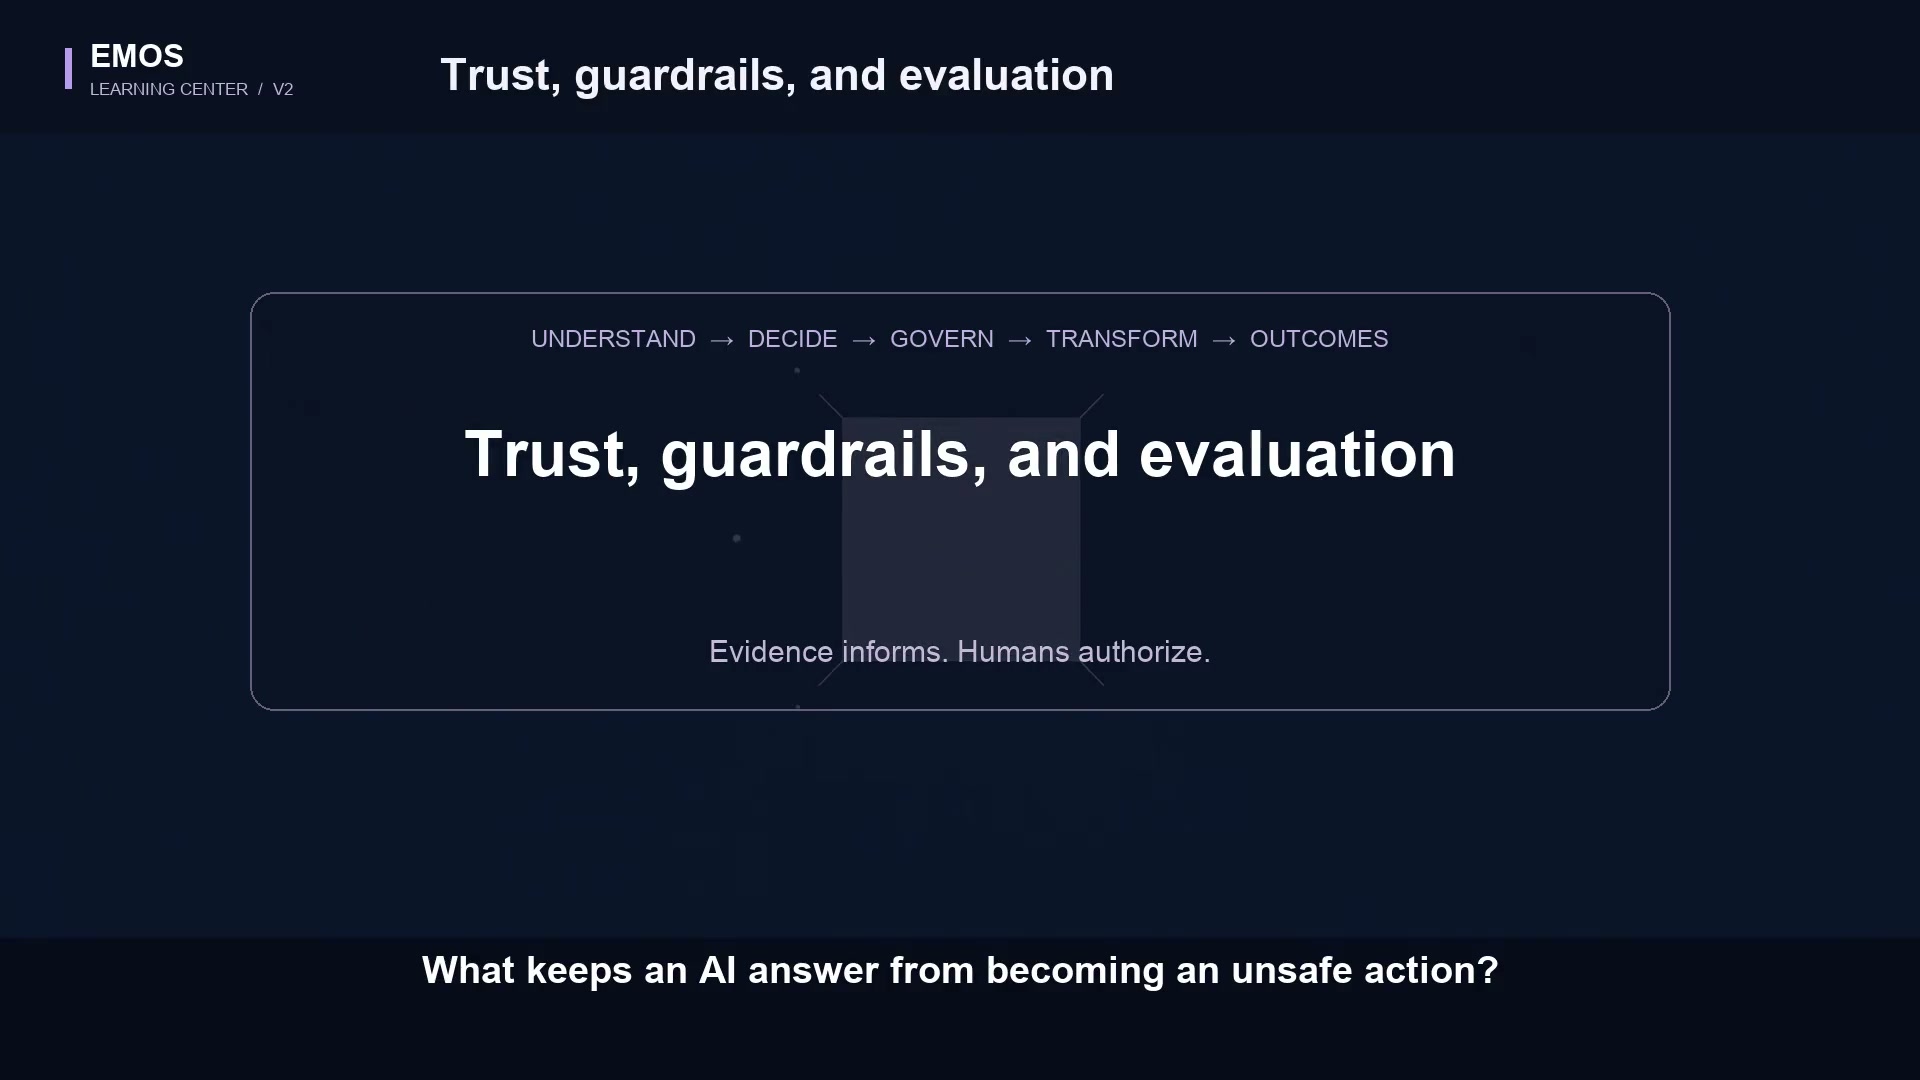 EMOS
LEARNING CENTER / V2
Trust, guardrails, and evaluation
UNDERSTAND → DECIDE → GOVERN → TRANSFORM → OUTCOMES
Trust, guardrails, and evaluation
Evidence informs. Humans authorize.
What keeps an AI answer from becoming an unsafe action?